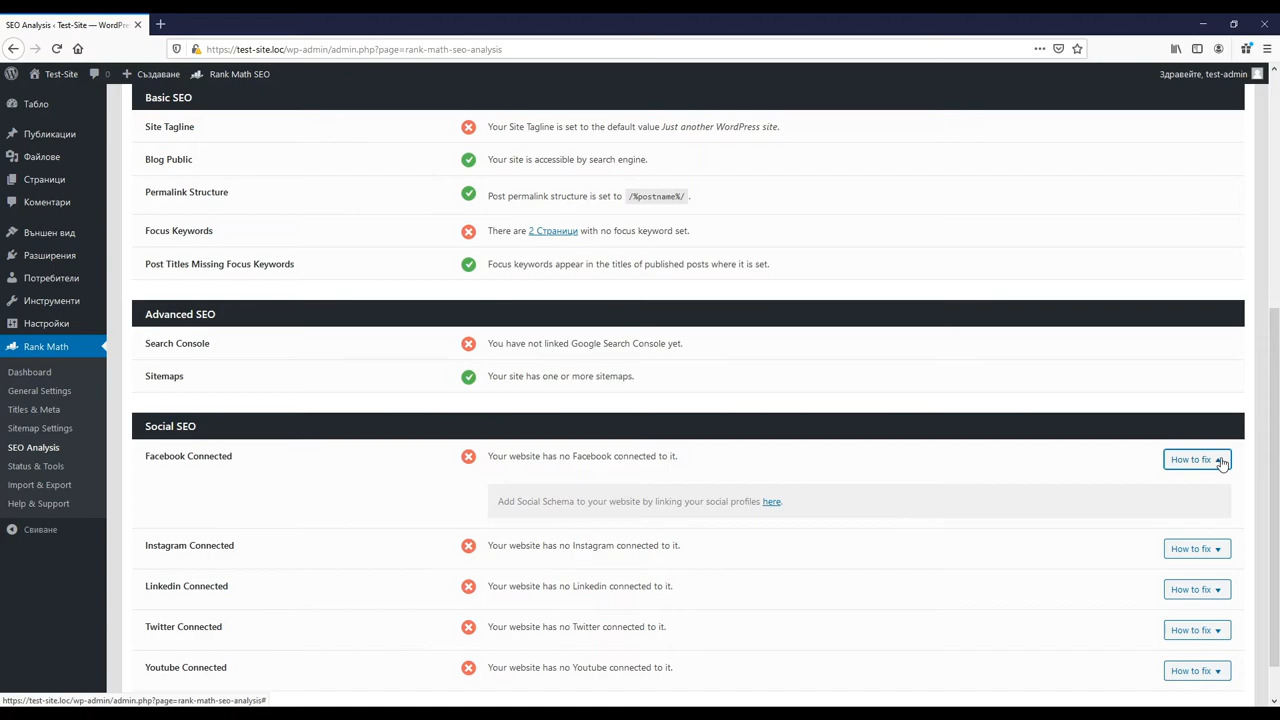 SEO Analysis ‹ Test-Site — WordPre
https://test-site.loc/wp-admin/admin.php?page=rank-math-seo-analysis
Test-Site 0 Създаване Rank Math SEO Здравейте, test-admin
Табло
Публикации
Файлове
Страници
Коментари
Външен вид
Разширения
Потребители
Инструменти
Настройки
Rank Math
Dashboard
General Settings
Titles & Meta
Sitemap Settings
SEO Analysis
Status & Tools
Import & Export
Help & Support
Свиване
Basic SEO
Site Tagline Your Site Tagline is set to the default value Just another WordPress site.
Blog Public Your site is accessible by search engine.
Permalink Structure Post permalink structure is set to /%postname%/ .
Focus Keywords There are 2 Страници with no focus keyword set.
Post Titles Missing Focus Keywords Focus keywords appear in the titles of published posts where it is set.
Advanced SEO
Search Console You have not linked Google Search Console yet.
Sitemaps Your site has one or more sitemaps.
Social SEO
Facebook Connected Your website has no Facebook connected to it. How to fix
Add Social Schema to your website by linking your social profiles here.
Instagram Connected Your website has no Instagram connected to it. How to fix
Linkedin Connected Your website has no Linkedin connected to it. How to fix
Twitter Connected Your website has no Twitter connected to it. How to fix
Youtube Connected Your website has no Youtube connected to it. How to fix
https://test-site.loc/wp-admin/admin.php?page=rank-math-seo-analysis#